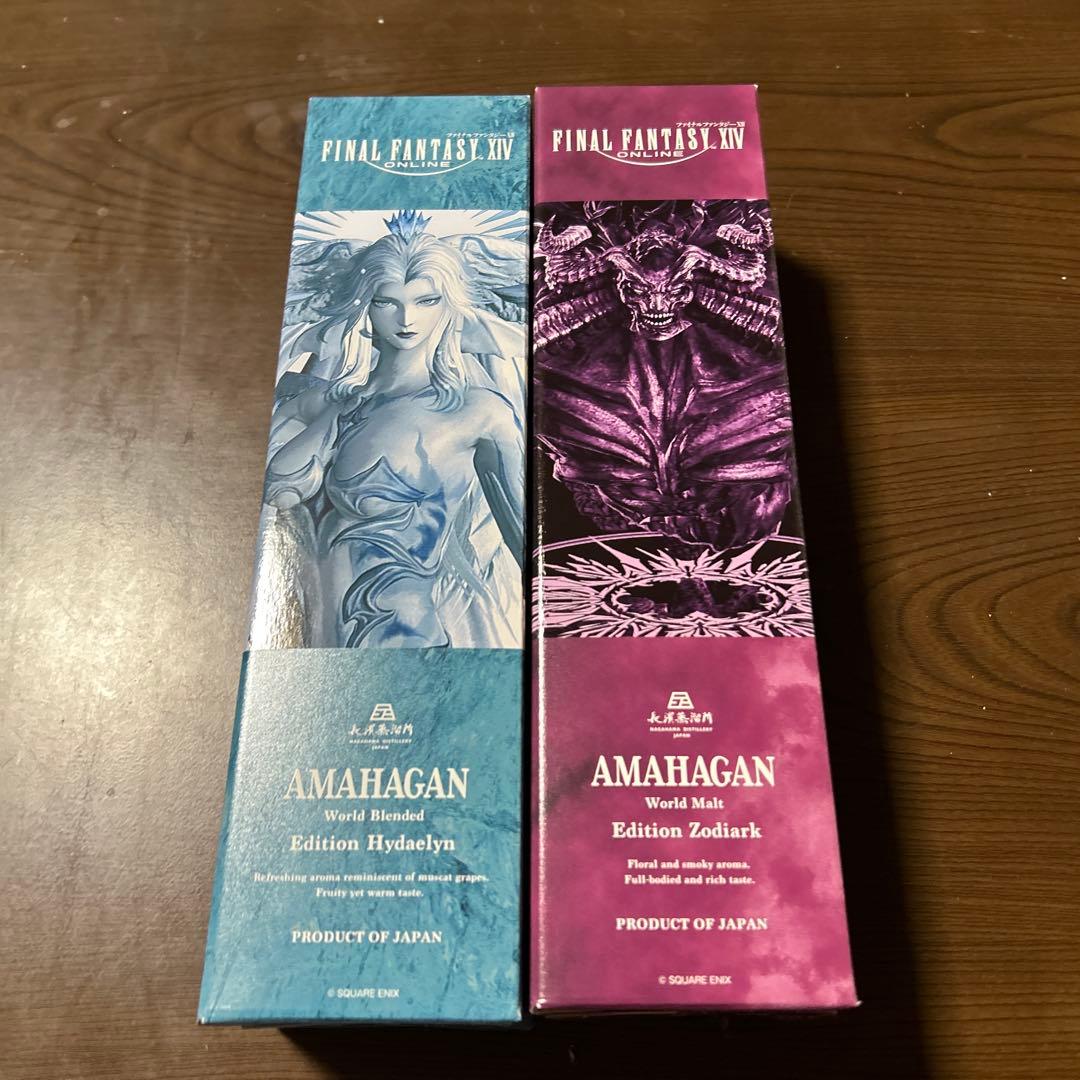 ファイナルファンタジーXIV
FINAL FANTASY XIV
ONLINE
長濱蒸溜所
NAGAHAMA DISTILLERY
JAPAN
AMAHAGAN
World Blended
Edition Hydaelyn
Refreshing aroma reminiscent of muscat grapes.
Fruity yet warm taste.
PRODUCT OF JAPAN
© SQUARE ENIX
ファイナルファンタジーXIV
FINAL FANTASY XIV
ONLINE
長濱蒸溜所
NAGAHAMA DISTILLERY
JAPAN
AMAHAGAN
World Malt
Edition Zodiark
Floral and smoky aroma.
Full-bodied and rich taste.
PRODUCT OF JAPAN
© SQUARE ENIX